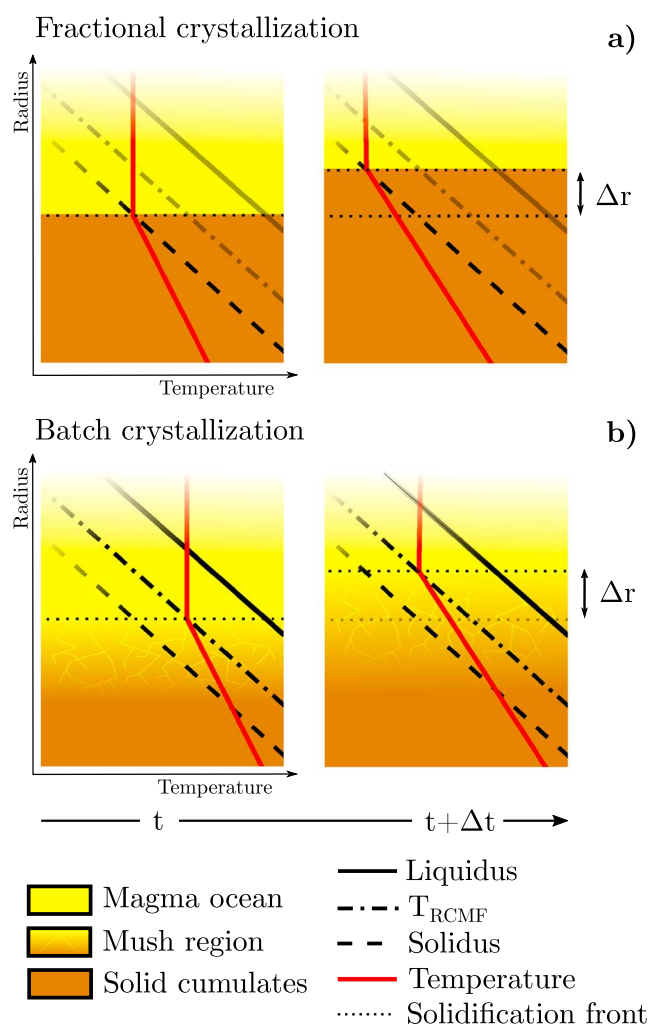 Fractional crystallization
a)
Radius
Δr
Temperature
Batch crystallization
b)
Radius
Δr
Temperature
t
t+Δt
Magma ocean
Mush region
Solid cumulates
Liquidus
T_RCMF
Solidus
Temperature
Solidification front